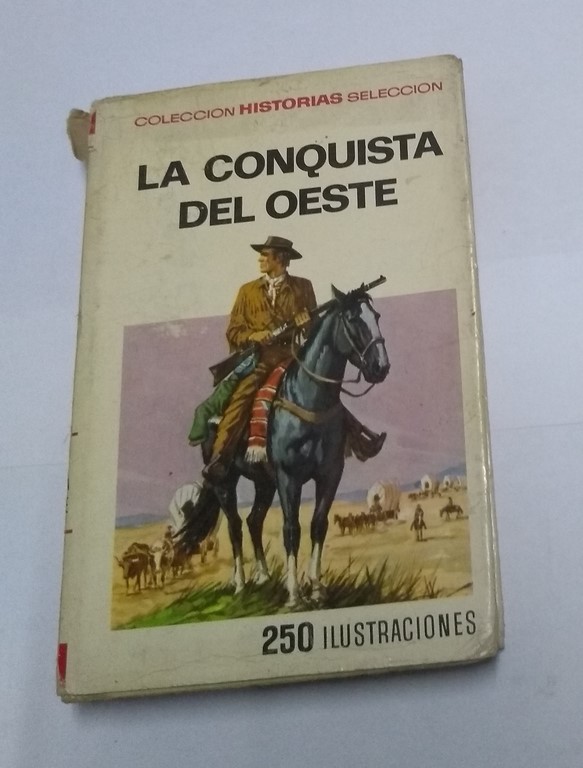 COLECCION HISTORIAS SELECCION
LA CONQUISTA
DEL OESTE
250 ILUSTRACIONES